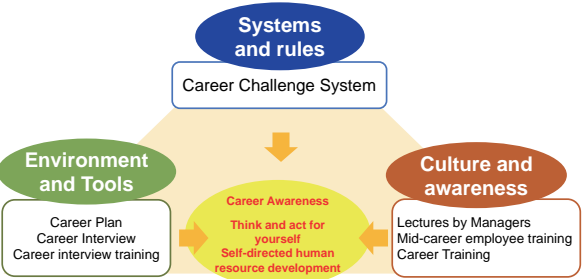 Systems
and rules
Career Challenge System
Environment
and Tools
Career Plan
Career Interview
Career interview training
Career Awareness
Think and act for
yourself
Self-directed human
resource development
Culture and
awareness
Lectures by Managers
Mid-career employee training
Career Training